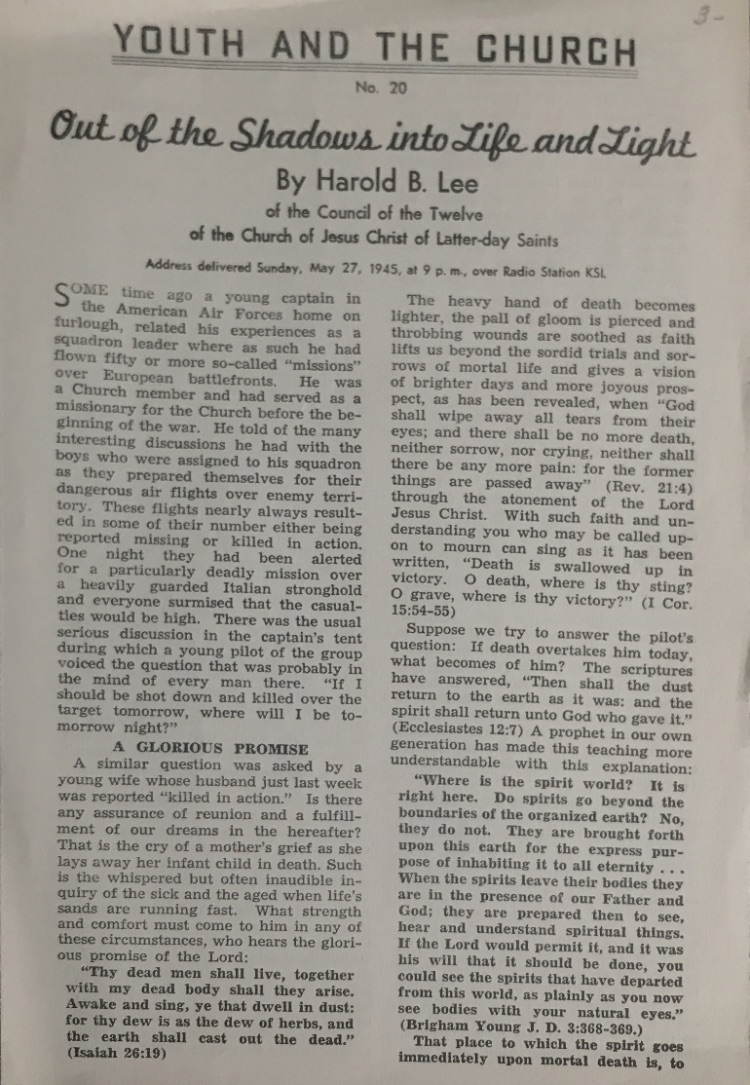 3-
YOUTH AND THE CHURCH
No. 20
Out of the Shadows into Life and Light
By Harold B. Lee
of the Council of the Twelve
of the Church of Jesus Christ of Latter-day Saints
Address delivered Sunday, May 27, 1945, at 9 p. m., over Radio Station KSL
SOME time ago a young captain in
the American Air Forces home on
furlough, related his experiences as a
squadron leader where as such he had
flown fifty or more so-called "missions"
over European battlefronts. He was
a Church member and had served as a
missionary for the Church before the be-
ginning of the war. He told of the many
interesting discussions he had with the
boys who were assigned to his squadron
as they prepared themselves for their
dangerous air flights over enemy terri-
tory. These flights nearly always result-
ed in some of their number either being
reported missing or killed in action.
One night they had been alerted
for a particularly deadly mission over
a heavily guarded Italian stronghold
and everyone surmised that the casual-
ties would be high. There was the usual
serious discussion in the captain's tent
during which a young pilot of the group
voiced the question that was probably in
the mind of every man there. "If I
should be shot down and killed over the
target tomorrow, where will I be to-
morrow night?"
A GLORIOUS PROMISE
A similar question was asked by a
young wife whose husband just last week
was reported "killed in action." Is there
any assurance of reunion and a fulfill-
ment of our dreams in the hereafter?
That is the cry of a mother's grief as she
lays away her infant child in death. Such
is the whispered but often inaudible in-
quiry of the sick and the aged when life's
sands are running fast. What strength
and comfort must come to him in any of
these circumstances, who hears the glori-
ous promise of the Lord:
"Thy dead men shall live, together
with my dead body shall they arise.
Awake and sing, ye that dwell in dust:
for thy dew is as the dew of herbs, and
the earth shall cast out the dead."
(Isaiah 26:19)
The heavy hand of death becomes
lighter, the pall of gloom is pierced and
throbbing wounds are soothed as faith
lifts us beyond the sordid trials and sor-
rows of mortal life and gives a vision
of brighter days and more joyous pros-
pect, as has been revealed, when "God
shall wipe away all tears from their
eyes; and there shall be no more death,
neither sorrow, nor crying, neither shall
there be any more pain: for the former
things are passed away" (Rev. 21:4)
through the atonement of the Lord
Jesus Christ. With such faith and un-
derstanding you who may be called up-
on to mourn can sing as it has been
written, "Death is swallowed up in
victory. O death, where is thy sting?
O grave, where is thy victory?" (I Cor.
15:54-55)
Suppose we try to answer the pilot's
question: If death overtakes him today,
what becomes of him? The scriptures
have answered, "Then shall the dust
return to the earth as it was: and the
spirit shall return unto God who gave it."
(Ecclesiastes 12:7) A prophet in our own
generation has made this teaching more
understandable with this explanation:
"Where is the spirit world? It is
right here. Do spirits go beyond the
boundaries of the organized earth? No,
they do not. They are brought forth
upon this earth for the express pur-
pose of inhabiting it to all eternity . . .
When the spirits leave their bodies they
are in the presence of our Father and
God; they are prepared then to see,
hear and understand spiritual things.
If the Lord would permit it, and it was
his will that it should be done, you
could see the spirits that have departed
from this world, as plainly as you now
see bodies with your natural eyes."
(Brigham Young J. D. 3:368-369.)
That place to which the spirit goes
immediately upon mortal death is, to